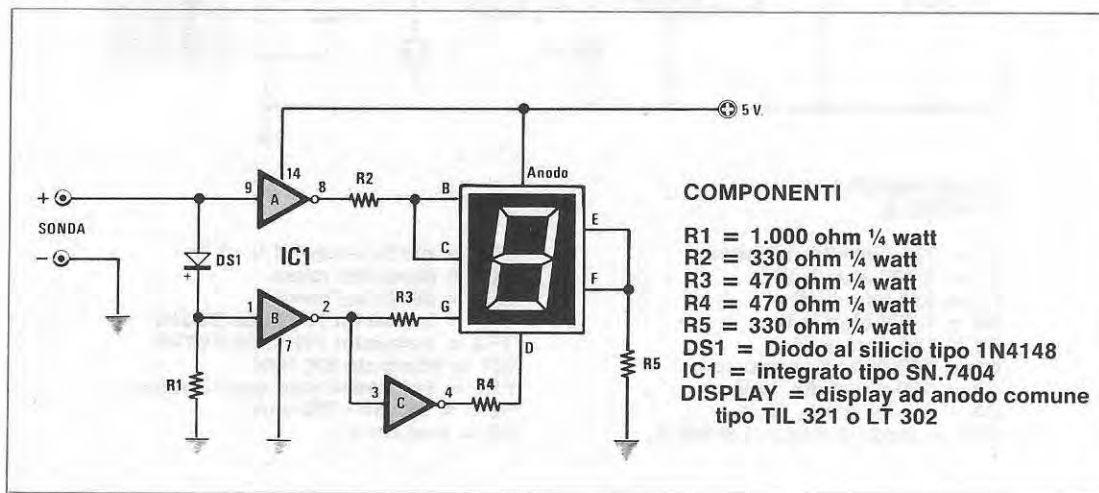 5 V.
Anodo
14
9
A
8
R2
B
+
SONDA
−
C
E
DS1
+
IC1
F
1
B
2
R3
G
7
D
R1
3
C
4
R4
R5
COMPONENTI
R1 = 1.000 ohm ¼ watt
R2 = 330 ohm ¼ watt
R3 = 470 ohm ¼ watt
R4 = 470 ohm ¼ watt
R5 = 330 ohm ¼ watt
DS1 = Diodo al silicio tipo 1N4148
IC1 = integrato tipo SN.7404
DISPLAY = display ad anodo comune
tipo TIL 321 o LT 302